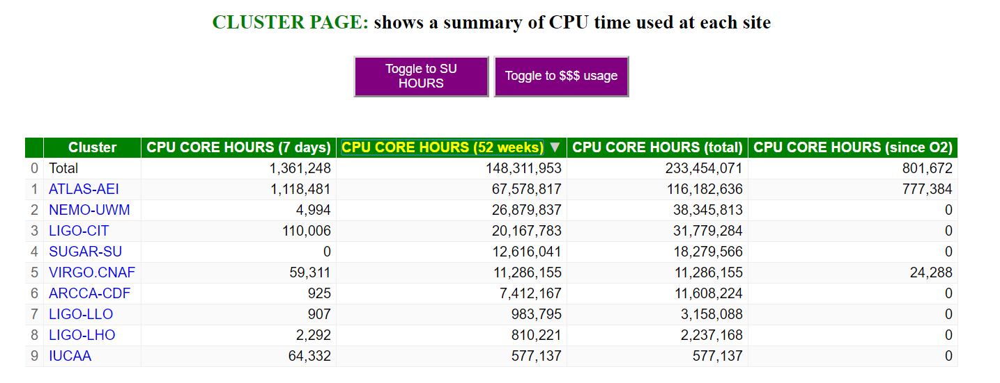 CLUSTER PAGE: shows a summary of CPU time used at each site
Toggle to SU
HOURS
Toggle to $$$ usage
Cluster CPU CORE HOURS (7 days) CPU CORE HOURS (52 weeks) ▼ CPU CORE HOURS (total) CPU CORE HOURS (since O2)
0 Total 1,361,248 148,311,953 233,454,071 801,672
1 ATLAS-AEI 1,118,481 67,578,817 116,182,636 777,384
2 NEMO-UWM 4,994 26,879,837 38,345,813 0
3 LIGO-CIT 110,006 20,167,783 31,779,284 0
4 SUGAR-SU 0 12,616,041 18,279,566 0
5 VIRGO.CNAF 59,311 11,286,155 11,286,155 24,288
6 ARCCA-CDF 925 7,412,167 11,608,224 0
7 LIGO-LLO 907 983,795 3,158,088 0
8 LIGO-LHO 2,292 810,221 2,237,168 0
9 IUCAA 64,332 577,137 577,137 0